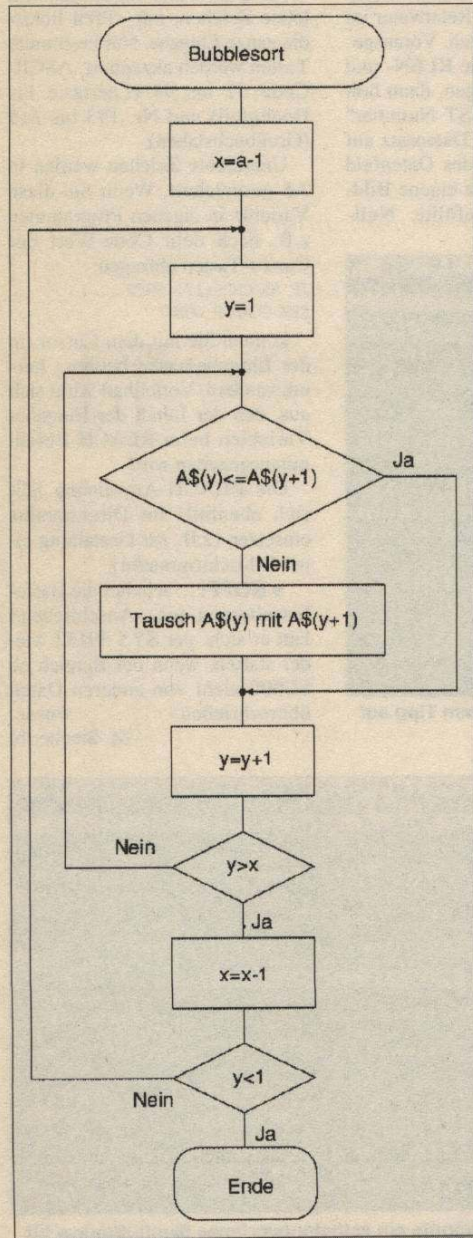 Bubblesort
x=a-1
y=1
A$(y)<=A$(y+1)
Ja
Nein
Tausch A$(y) mit A$(y+1)
y=y+1
Nein
y>x
Ja
x=x-1
y<1
Nein
Ja
Ende